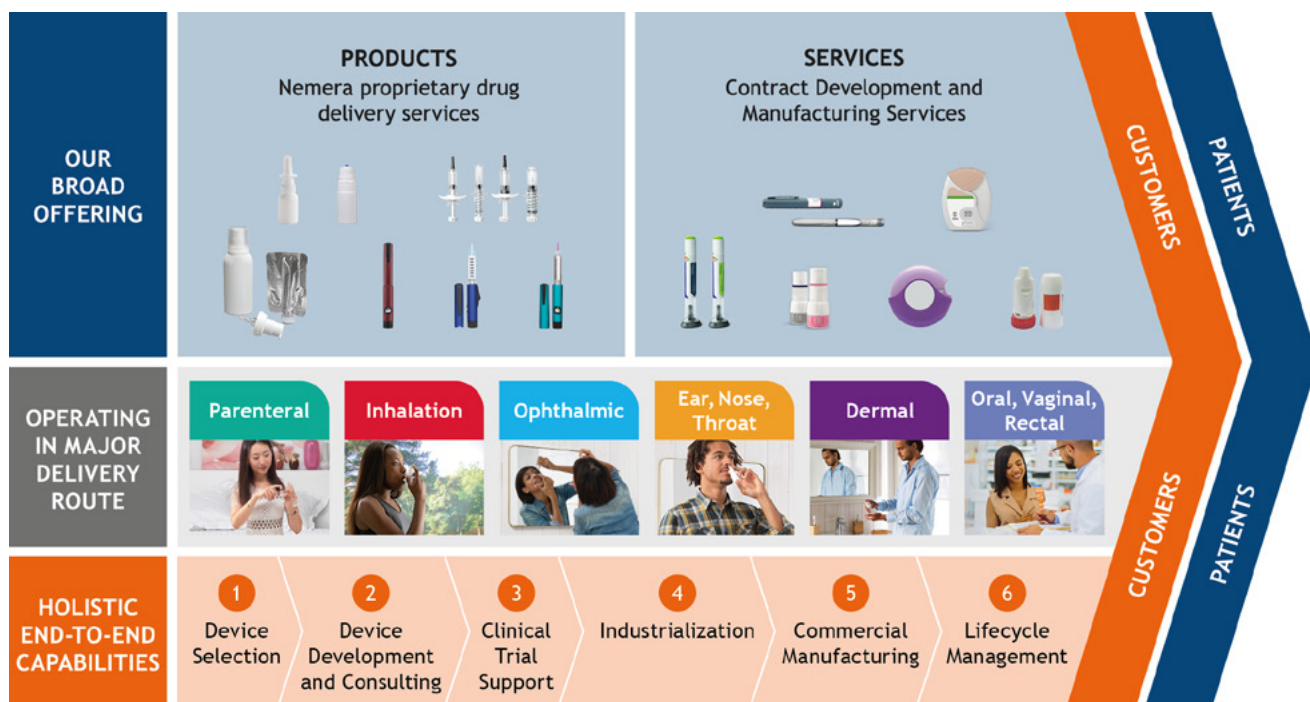 OUR
BROAD
OFFERING
PRODUCTS
Nemera proprietary drug
delivery services
SERVICES
Contract Development and
Manufacturing Services
CUSTOMERS
PATIENTS
OPERATING
IN MAJOR
DELIVERY
ROUTE
Parenteral
Inhalation
Ophthalmic
Ear, Nose,
Throat
Dermal
Oral, Vaginal,
Rectal
CUSTOMERS
PATIENTS
HOLISTIC
END-TO-END
CAPABILITIES
1
Device
Selection
2
Device
Development
and Consulting
3
Clinical
Trial
Support
4
Industrialization
5
Commercial
Manufacturing
6
Lifecycle
Management